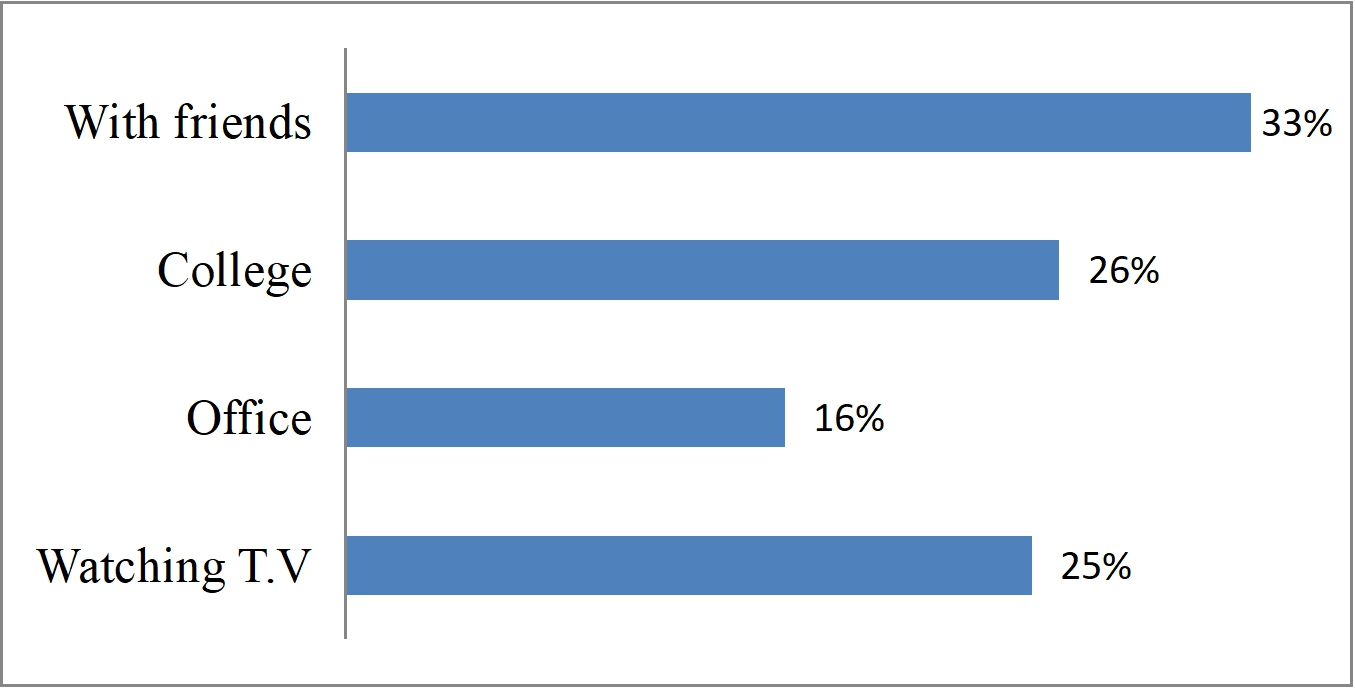 With friends 33%
College 26%
Office 16%
Watching T.V 25%